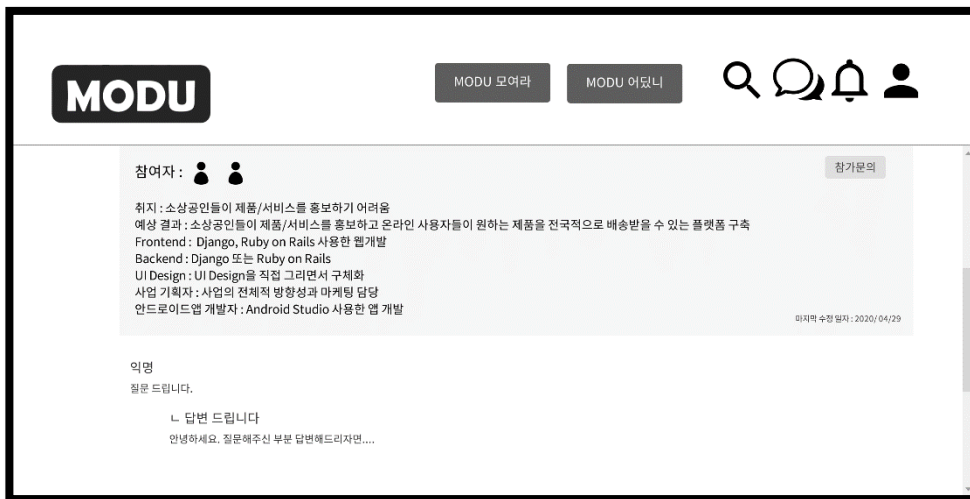 MODU
MODU 모여라
MODU 어딨니
참여자 :
참가문의
취지 : 소상공인들이 제품/서비스를 홍보하기 어려움
예상 결과 : 소상공인들이 제품/서비스를 홍보하고 온라인 사용자들이 원하는 제품을 전국적으로 배송받을 수 있는 플랫폼 구축
Frontend : Django, Ruby on Rails 사용한 웹개발
Backend : Django 또는 Ruby on Rails
UI Design : UI Design을 직접 그리면서 구체화
사업 기획자 : 사업의 전체적 방향성과 마케팅 담당
안드로이드앱 개발자 : Android Studio 사용한 앱 개발
마지막 수정 일자 : 2020/ 04/29
익명
질문 드립니다.
ㄴ 답변 드립니다
안녕하세요. 질문해주신 부분 답변해드리자면....